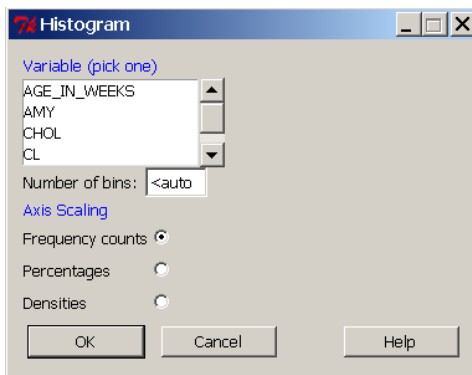 Histogram
Variable (pick one)
AGE_IN_WEEKS
AMY
CHOL
CL
Number of bins: <auto
Axis Scaling
Frequency counts
Percentages
Densities
OK Cancel Help